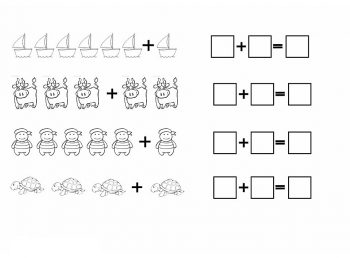 + + =
+ + =
+ + =
+ + =